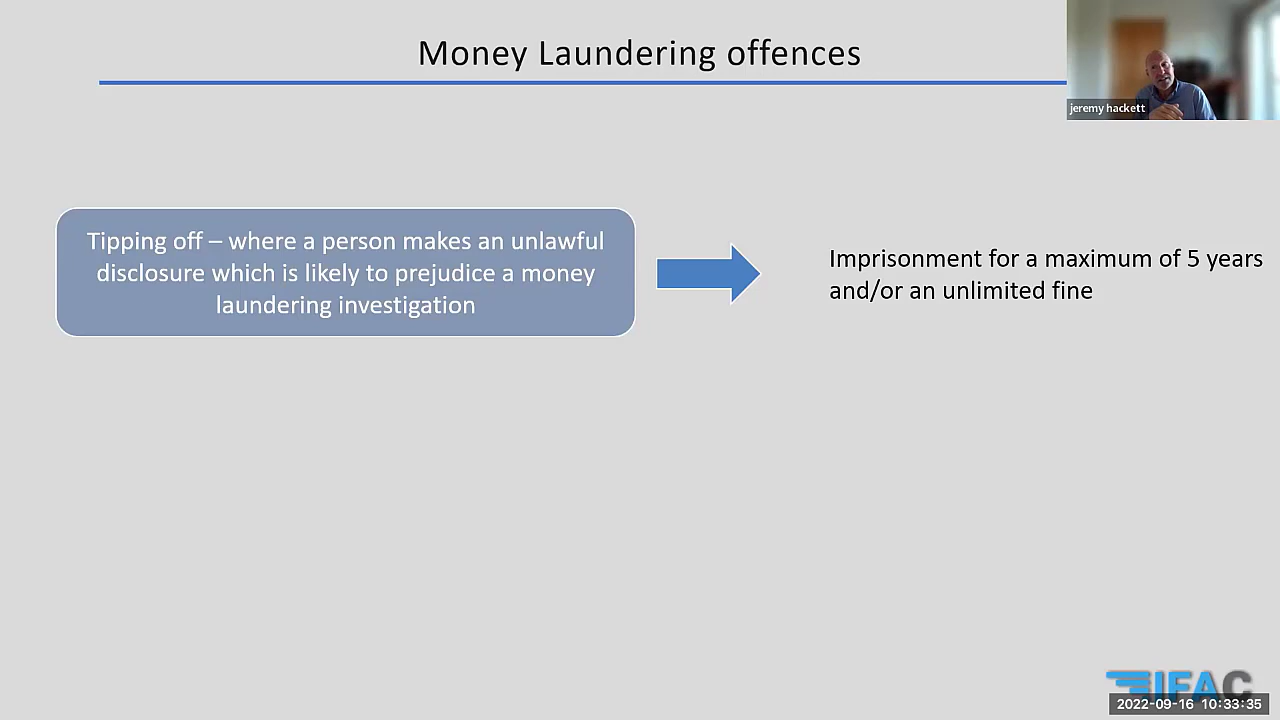 Money Laundering offences
jeremy hackett
Tipping off – where a person makes an unlawful
disclosure which is likely to prejudice a money
laundering investigation
Imprisonment for a maximum of 5 years
and/or an unlimited fine
IFAC
2022-09-16 10:33:35